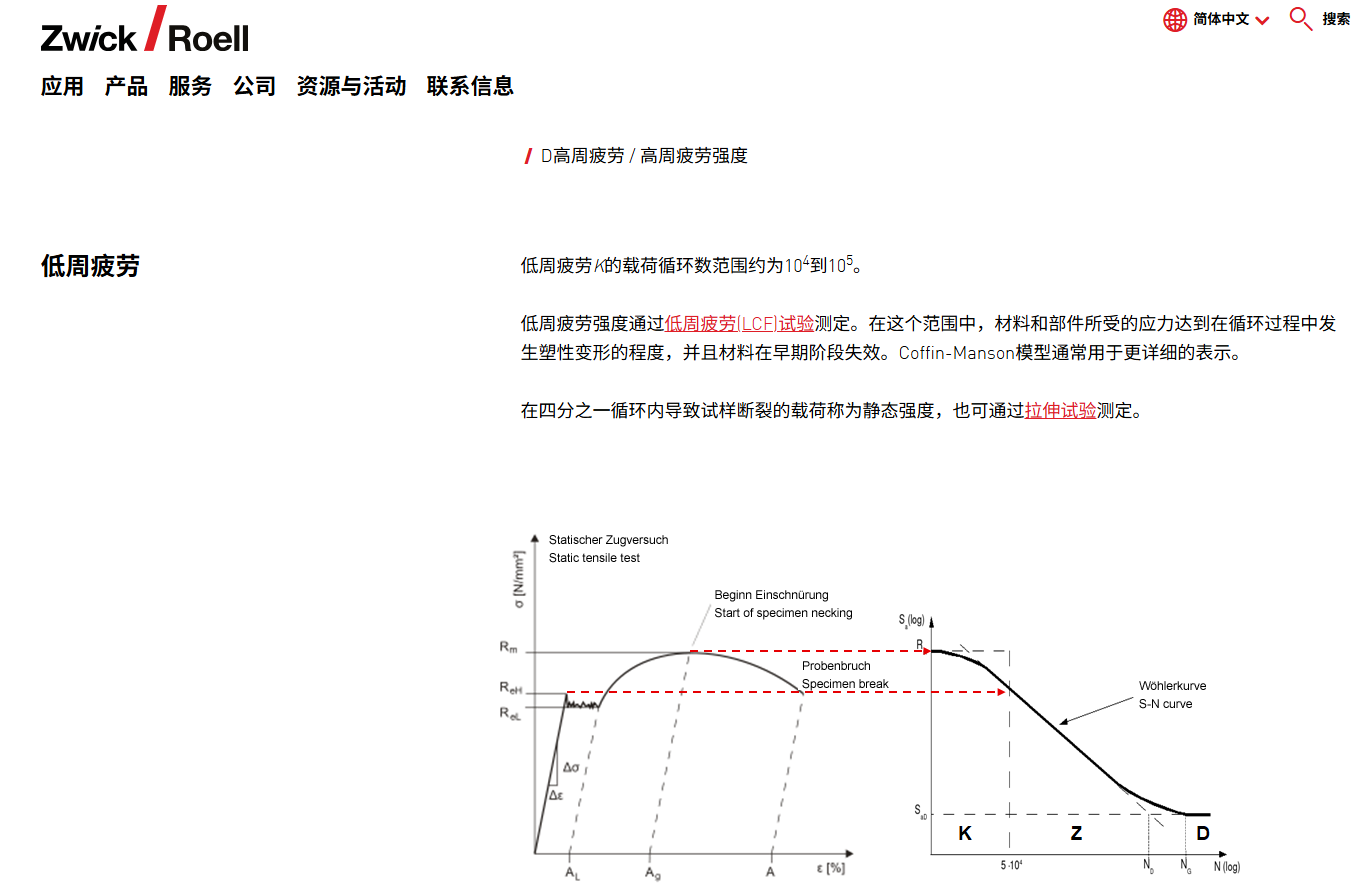 Zwick/Roell
简体中文
搜索
应用 产品 服务 公司 资源与活动 联系信息
/ D高周疲劳 / 高周疲劳强度
低周疲劳
低周疲劳K的载荷循环数范围约为10⁴到10⁵。
低周疲劳强度通过低周疲劳(LCF)试验测定。在这个范围中，材料和部件所受的应力达到在循环过程中发
生塑性变形的程度，并且材料在早期阶段失效。Coffin-Manson模型通常用于更详细的表示。
在四分之一循环内导致试样断裂的载荷称为静态强度，也可通过拉伸试验测定。
Statischer Zugversuch
Static tensile test
σ [N/mm²]
Beginn Einschnürung
Start of specimen necking
Rm
ReH
ReL
Probenbruch
Specimen break
Δσ
Δε
AL
Ag
A
ε [%]
Sa(log)
R
Wöhlerkurve
S-N curve
SaD
K
Z
D
5·10⁴
ND
NG
N (log)